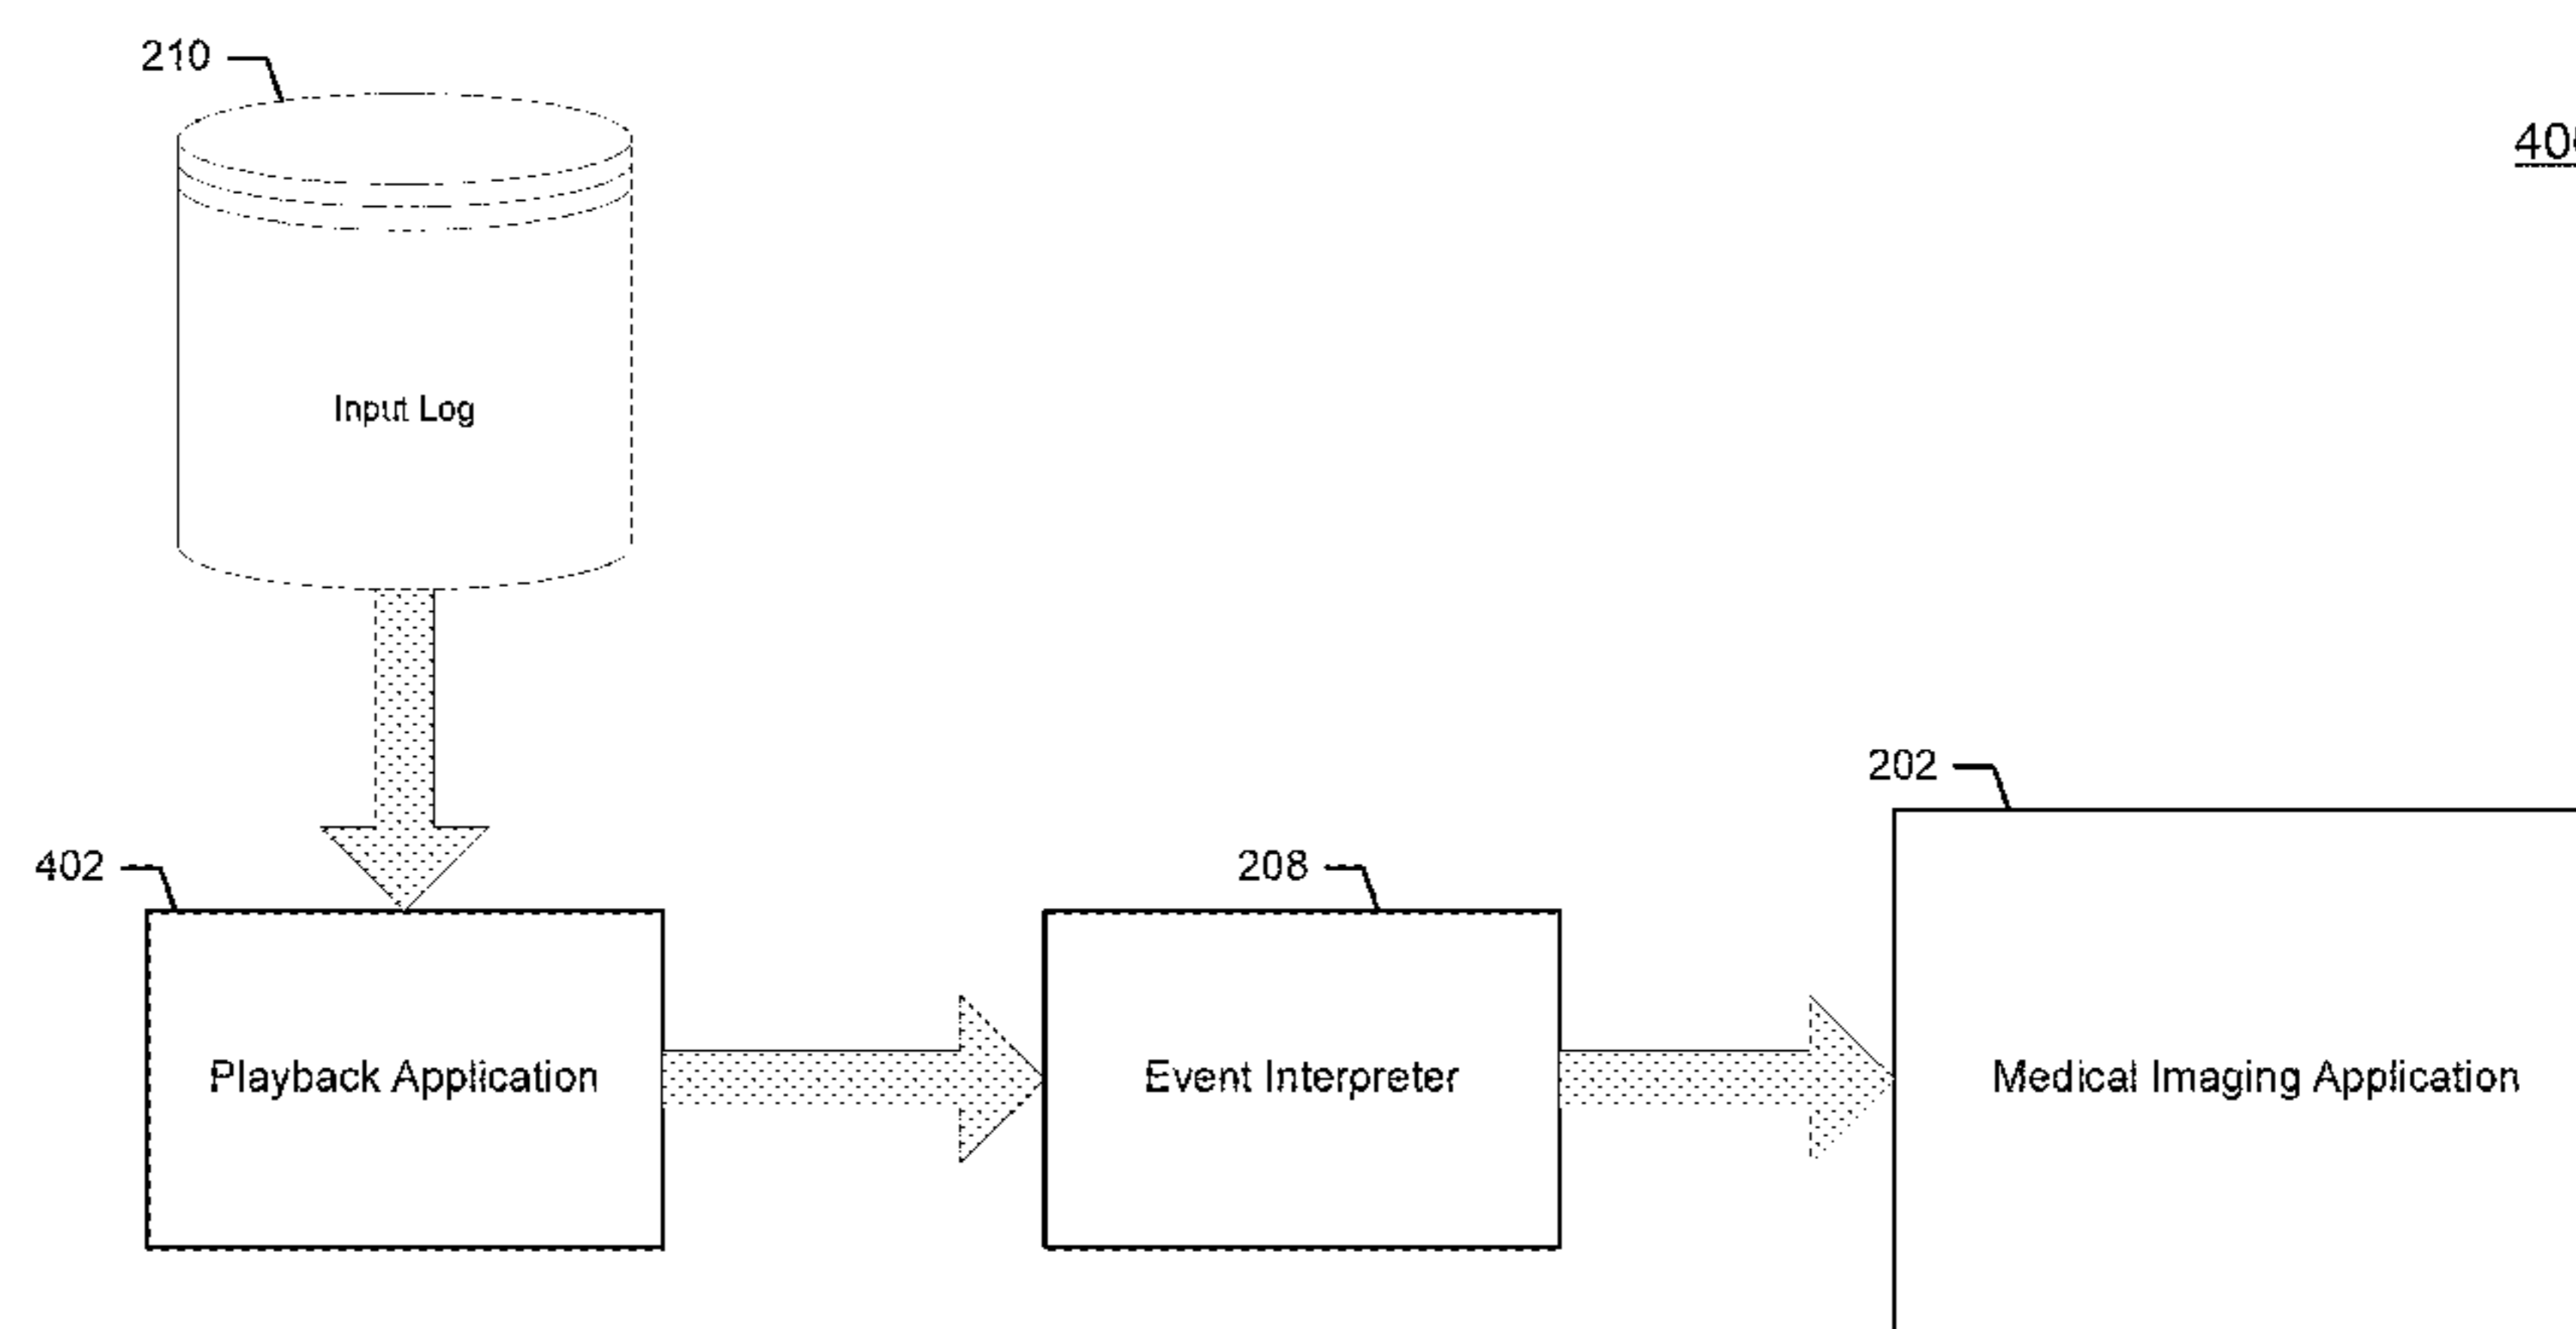 210
Input Log
202
402
208
Playback Application
Event Interpreter
Medical Imaging Application